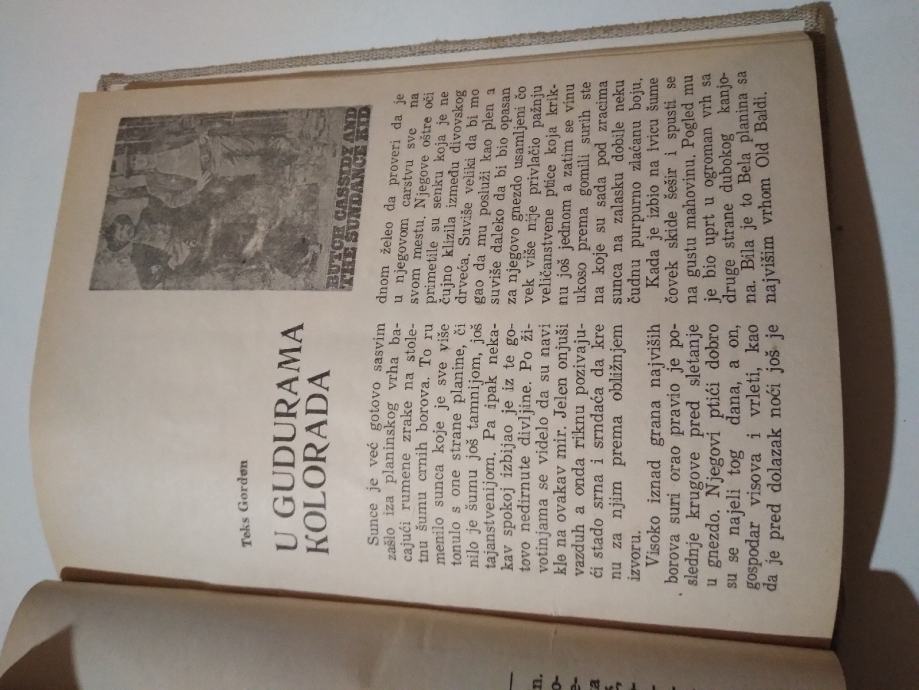 Teks Gordon
U GUDURAMA
KOLORADA
BUTCH CASSIDY AND
THE SUNDANCE KID
Sunce je već gotovo sasvim
zašlo iza planinskog vrha ba-
cajući rumene zrake na stole-
tnu šumu crnih borova. To ru
menilo sunca koje je sve više
tonulo s one strane planine, či
nilo je šumu još tamnijom, još
tajanstvenijom. Pa ipak neka-
kav spokoj izbijao je iz te go-
tovo nedirnute divljine. Po ži-
votinjama se videlo da su navi
kle na ovakav mir. Jelen onjuši
vazduh a onda riknu pozivaju-
ći stado srna i srndaća da kre
nu za njim prema obližnjem
izvoru.
Visoko iznad grana najviših
borova suri orao pravio je po-
slednje krugove pred sletanje
u gnezdo. Njegovi ptići dobro
su se najeli tog dana, a on,
gospodar visova i vrleti, kao
da je pred dolazak noći još je
dnom želeo da proveri da je
u njegovom carstvu sve na
svom mestu. Njegove oštre oči
primetile su senku koja je ne
čujno klizila između divovskog
drveća. Suviše veliki da bi mo
gao da mu posluži kao plen a
suviše daleko da bi bio opasan
za njegovo gnezdo usamljeni čo
vek više nije privlačio pažnju
veličanstvene ptice koja krik-
nu još jednom a zatim se vinu
ukoso prema gomili surih ste
na koje su sada pod zracima
sunca na zalasku dobile neku
čudnu purpurno zlaćanu boju,
Kada je izbio na ivicu šume
čovek skide šešir i spusti se
na gustu mahovinu. Pogled mu
je bio uprt u ogroman vrh sa
druge strane dubokog kanjo-
na. Bila je to Bela planina sa
najvišim vrhom Old Baldi.
n.
o-
e-
a